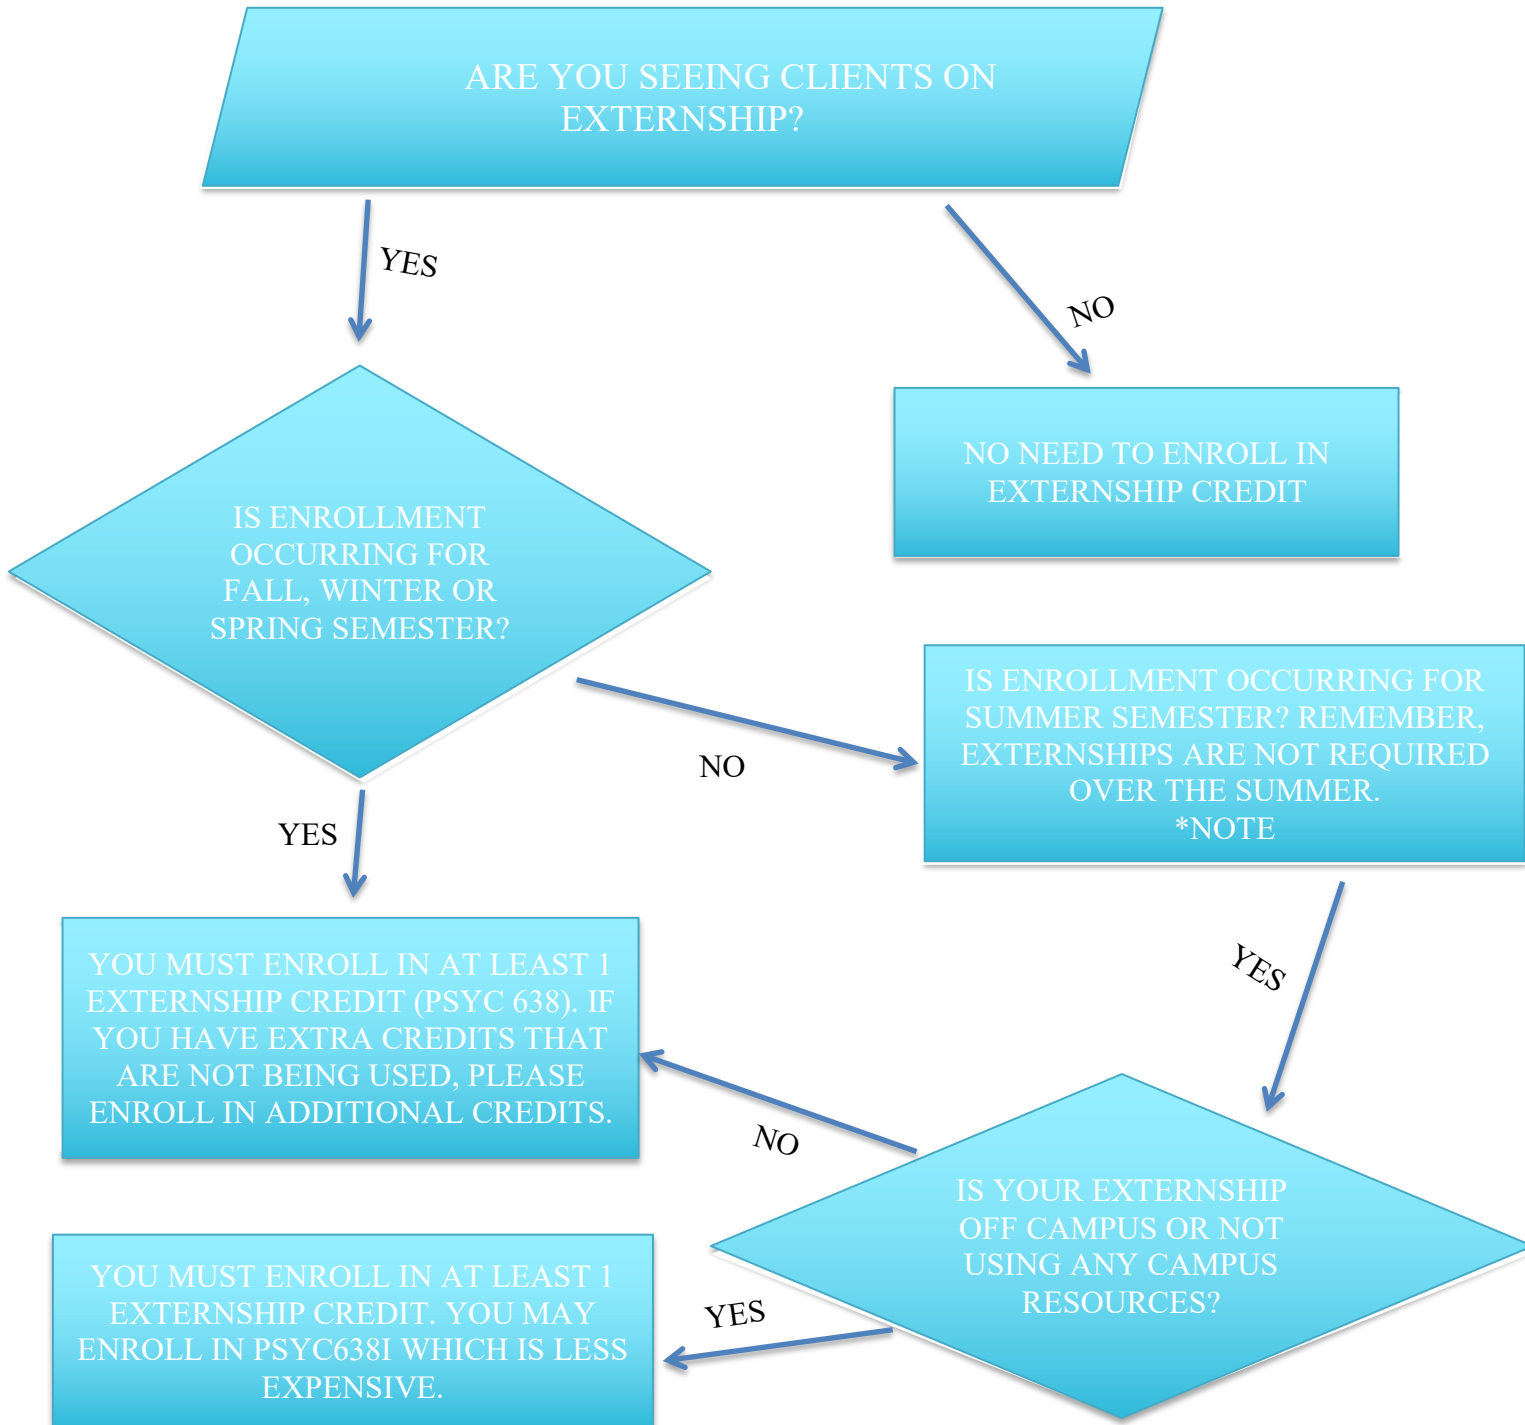 ARE YOU SEEING CLIENTS ON
EXTERNSHIP?
YES
NO
NO NEED TO ENROLL IN
EXTERNSHIP CREDIT
IS ENROLLMENT
OCCURRING FOR
FALL, WINTER OR
SPRING SEMESTER?
IS ENROLLMENT OCCURRING FOR
SUMMER SEMESTER? REMEMBER,
EXTERNSHIPS ARE NOT REQUIRED
OVER THE SUMMER.
*NOTE
NO
YES
YOU MUST ENROLL IN AT LEAST 1
EXTERNSHIP CREDIT (PSYC 638). IF
YOU HAVE EXTRA CREDITS THAT
ARE NOT BEING USED, PLEASE
ENROLL IN ADDITIONAL CREDITS.
YES
NO
IS YOUR EXTERNSHIP
OFF CAMPUS OR NOT
USING ANY CAMPUS
RESOURCES?
YES
YOU MUST ENROLL IN AT LEAST 1
EXTERNSHIP CREDIT. YOU MAY
ENROLL IN PSYC638I WHICH IS LESS
EXPENSIVE.